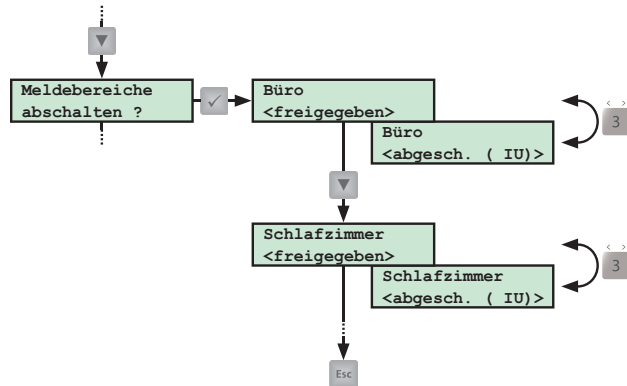 Meldebereiche
abschalten ?
Büro
<freigegeben>
Büro
<abgesch. ( IU)>
< >
3
Schlafzimmer
<freigegeben>
Schlafzimmer
<abgesch. ( IU)>
< >
3
Esc